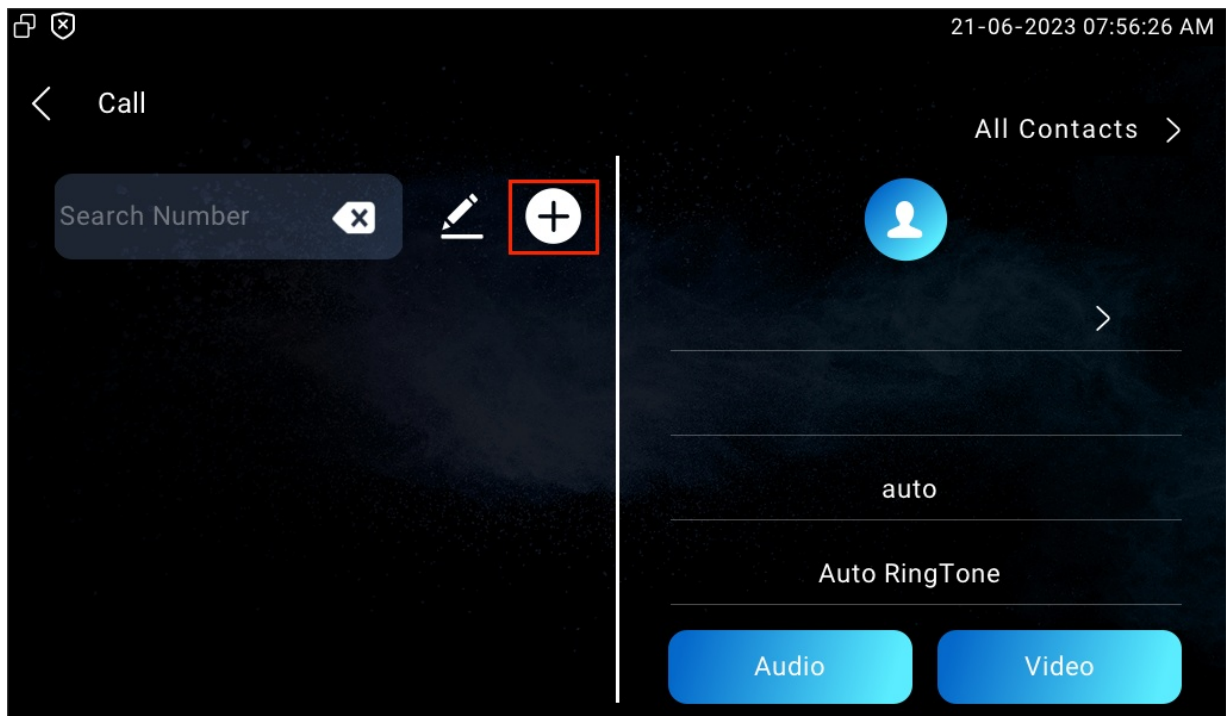 21-06-2023 07:56:26 AM
Call
All Contacts
Search Number
auto
Auto RingTone
Audio
Video